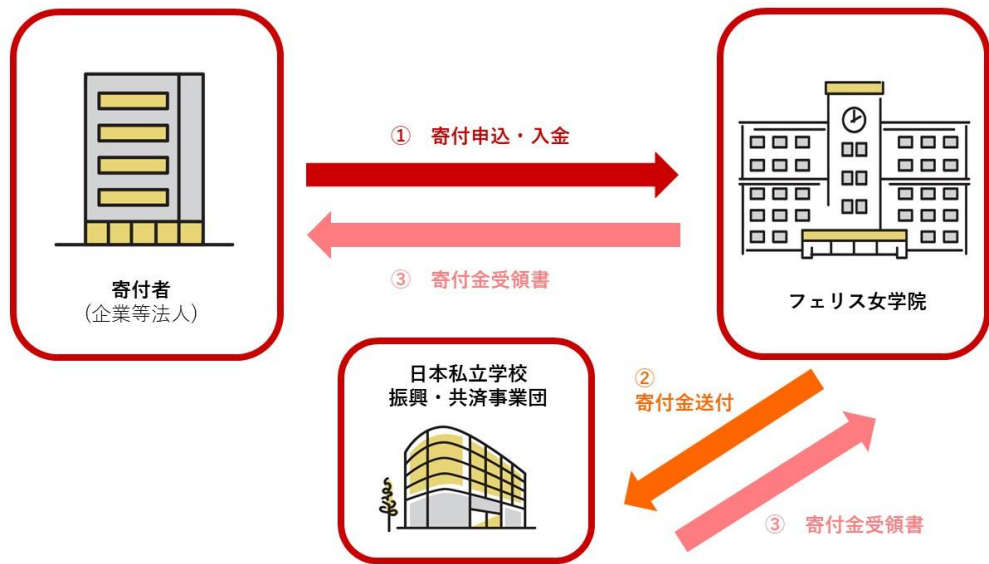 ① 寄付申込・入金
③ 寄付金受領書
寄付者
(企業等法人)
フェリス女学院
日本私立学校
振興・共済事業団
②
寄付金送付
③ 寄付金受領書